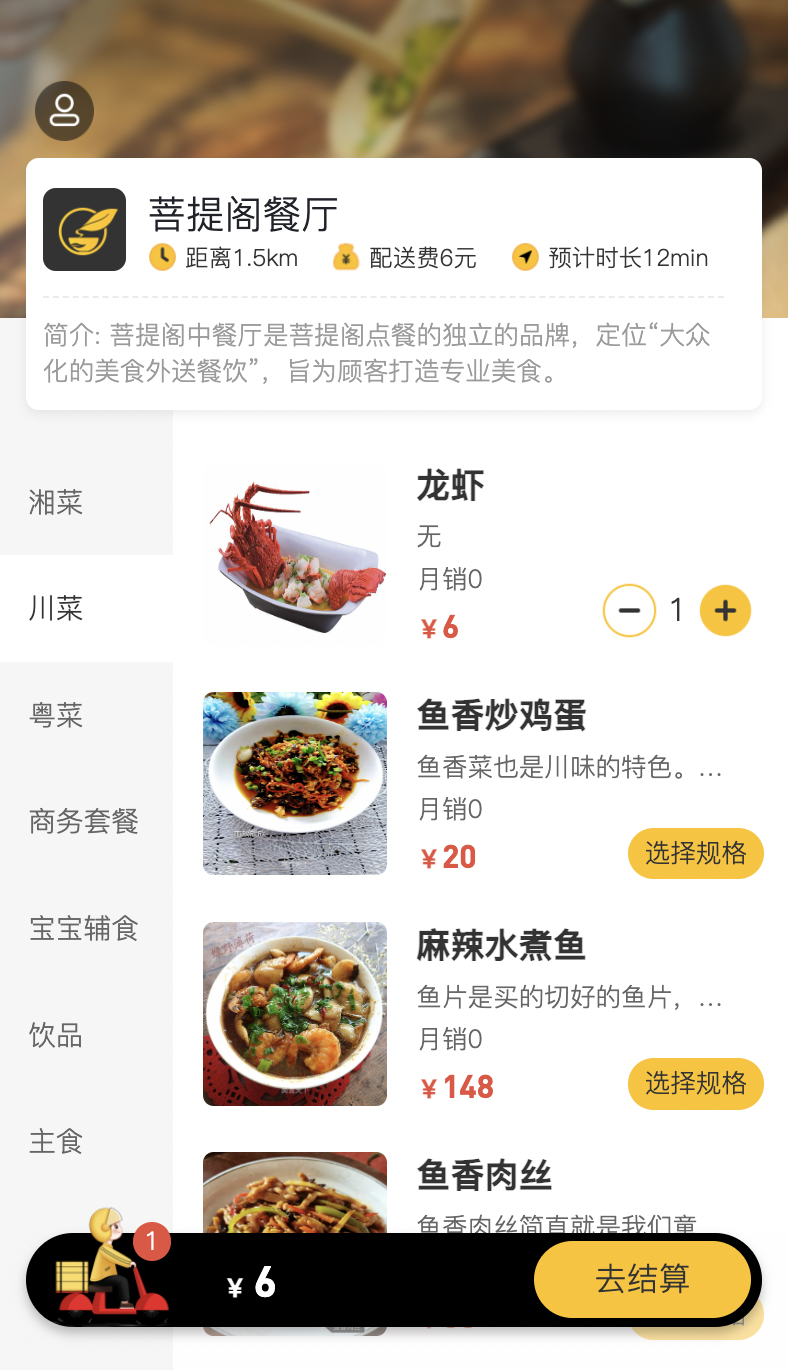 菩提阁餐厅
距离1.5km 配送费6元 预计时长12min
简介: 菩提阁中餐厅是菩提阁点餐的独立的品牌，定位“大众
化的美食外送餐饮”，旨为顾客打造专业美食。
湘菜
川菜
粤菜
商务套餐
宝宝辅食
饮品
主食
龙虾
无
月销0
¥6
1
鱼香炒鸡蛋
鱼香菜也是川味的特色。...
月销0
¥20
选择规格
麻辣水煮鱼
鱼片是买的切好的鱼片，...
月销0
¥148
选择规格
鱼香肉丝
鱼香肉丝简直就是我们童
1
¥ 6
去结算